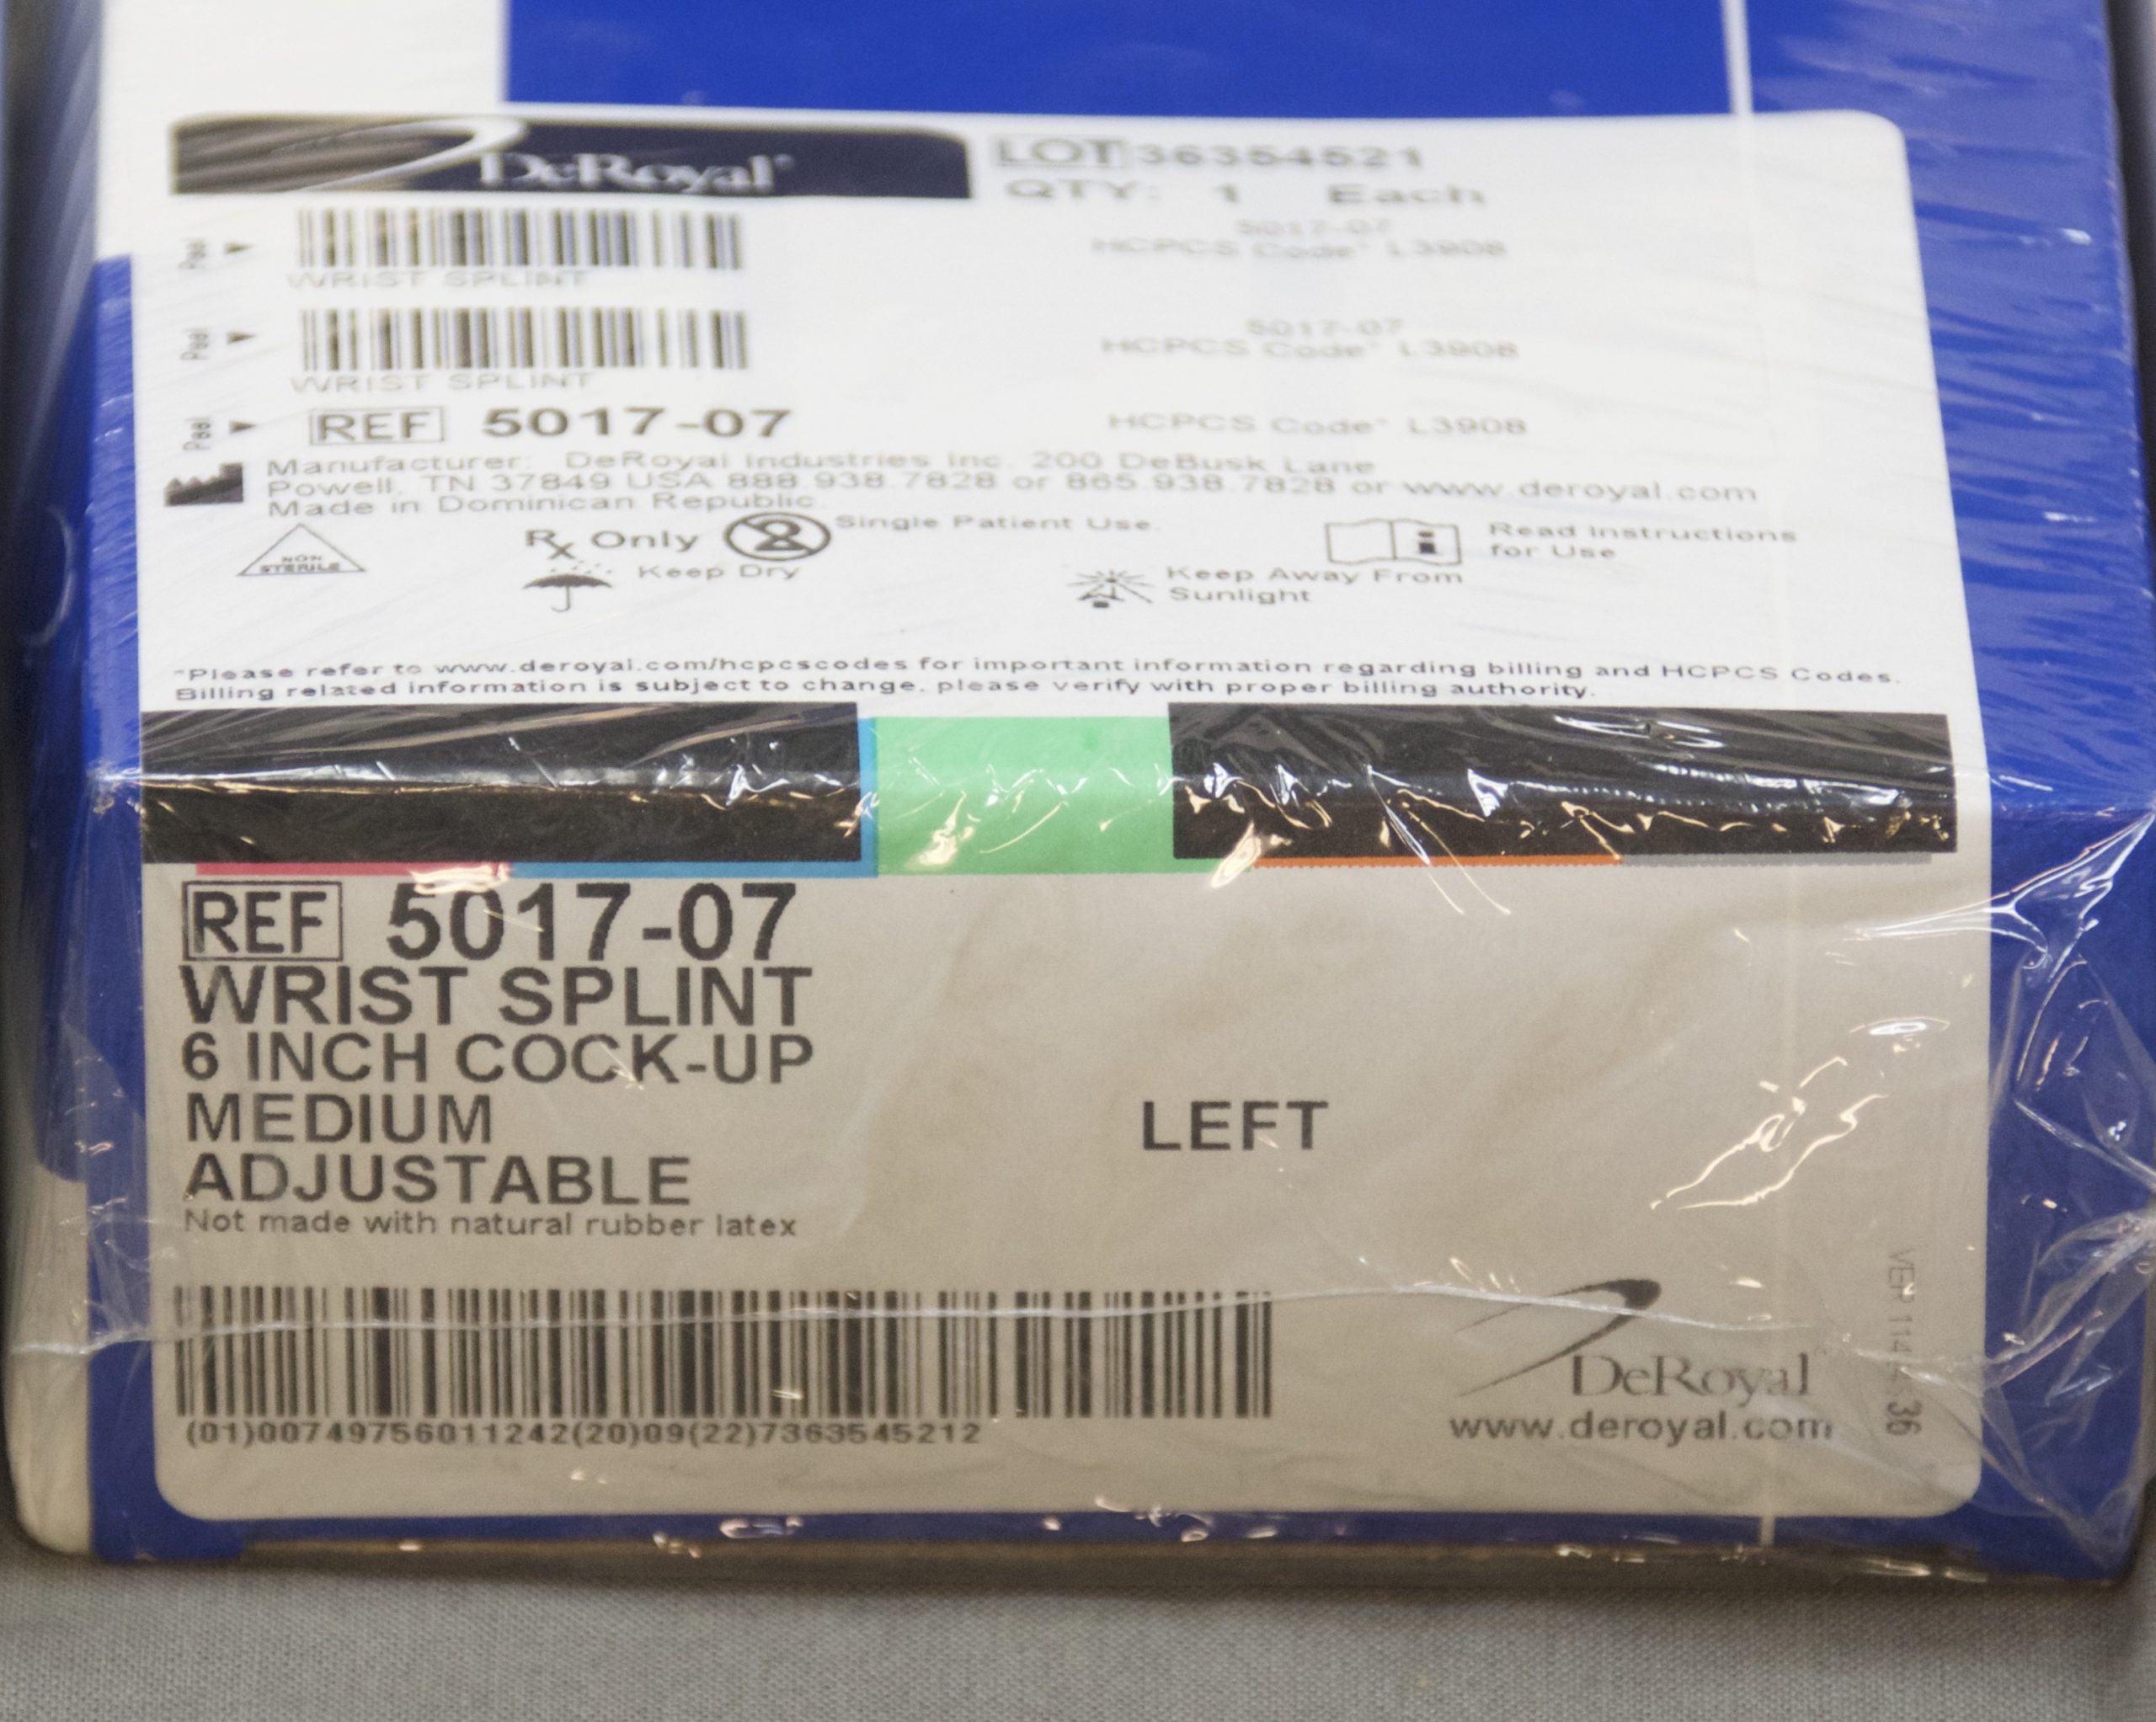 DeRoyal
LOT 36354521
QTY: 1 Each
5017-07
Peel
HCPCS Code* L3908
WRIST SPLINT
5017-07
Peel
HCPCS Code* L3908
WRIST SPLINT
Peel
REF 5017-07
HCPCS Code* L3908
Manufacturer: DeRoyal Industries Inc. 200 DeBusk Lane
Powell, TN 37849 USA 888.938.7828 or 865.938.7828 or www.deroyal.com
Made in Dominican Republic.
NON
STERILE
Rx Only
2
Single Patient Use.
i
Read Instructions
for Use
Keep Dry
Keep Away From
Sunlight
*Please refer to www.deroyal.com/hcpcscodes for important information regarding billing and HCPCS Codes.
Billing related information is subject to change, please verify with proper billing authority.
REF 5017-07
WRIST SPLINT
6 INCH COCK-UP
MEDIUM
LEFT
ADJUSTABLE
Not made with natural rubber latex
(01)00749756011242(20)09(22)7363545212
DeRoyal
www.deroyal.com